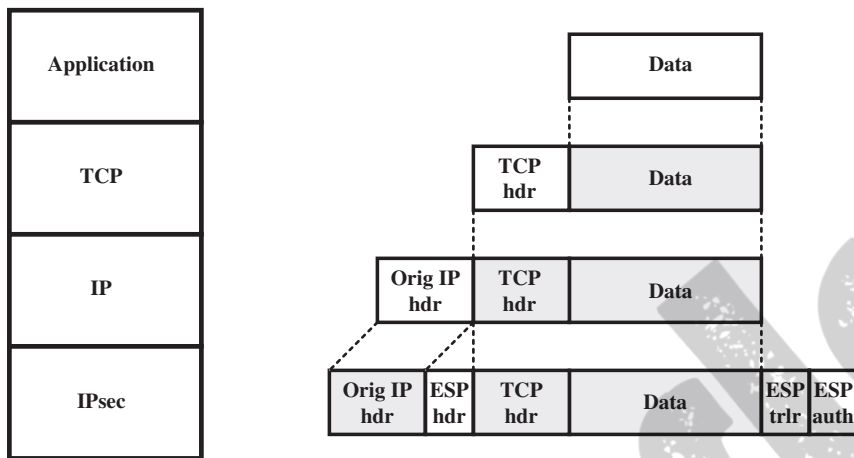 Application
Data
TCP
TCP
hdr
Data
IP
Orig IP
hdr
TCP
hdr
Data
IPsec
Orig IP
hdr
ESP
hdr
TCP
hdr
Data
ESP
trlr
ESP
auth